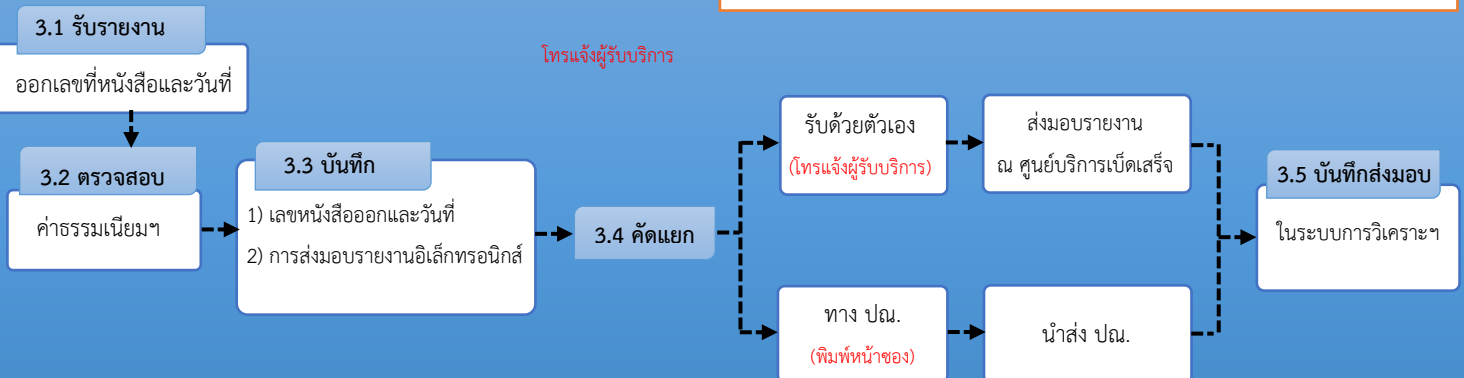 3.1 รับรายงาน
ออกเลขที่หนังสือและวันที่
โทรแจ้งผู้รับบริการ
3.2 ตรวจสอบ
ค่าธรรมเนียมฯ
3.3 บันทึก
1) เลขหนังสือออกและวันที่
2) การส่งมอบรายงานอิเล็กทรอนิกส์
3.4 คัดแยก
รับด้วยตัวเอง
(โทรแจ้งผู้รับบริการ)
ส่งมอบรายงาน
ณ ศูนย์บริการเบ็ดเสร็จ
ทาง ปณ.
(พิมพ์หน้าซอง)
นำส่ง ปณ.
3.5 บันทึกส่งมอบ
ในระบบการวิเคราะฯ